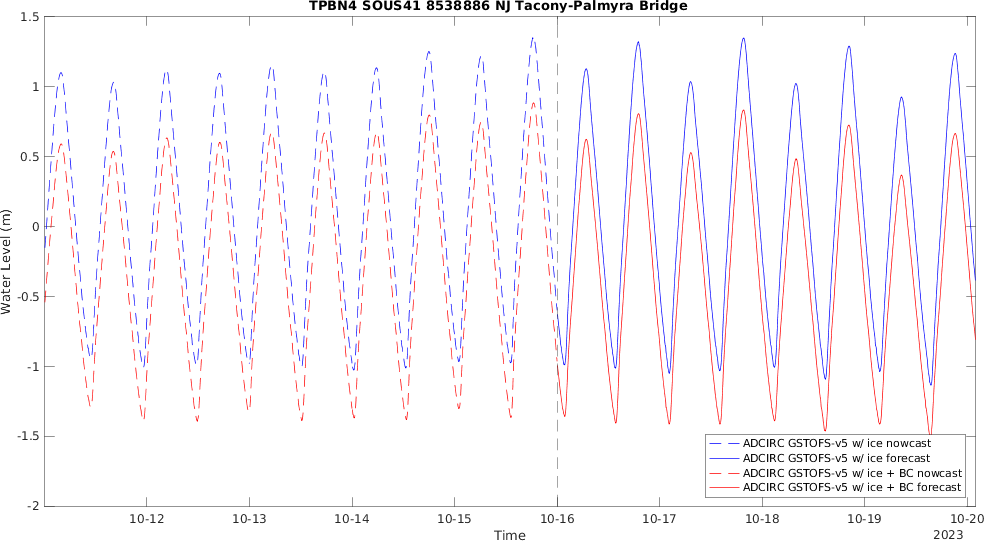 TPBN4 SOUS41 8538886 NJ Tacony-Palmyra Bridge
1.5
1
0.5
0
-0.5
-1
-1.5
-2
Water Level (m)
10-12 10-13 10-14 10-15 10-16 10-17 10-18 10-19 10-20
Time
2023
ADCIRC GSTOFS-v5 w/ ice nowcast
ADCIRC GSTOFS-v5 w/ ice forecast
ADCIRC GSTOFS-v5 w/ ice + BC nowcast
ADCIRC GSTOFS-v5 w/ ice + BC forecast